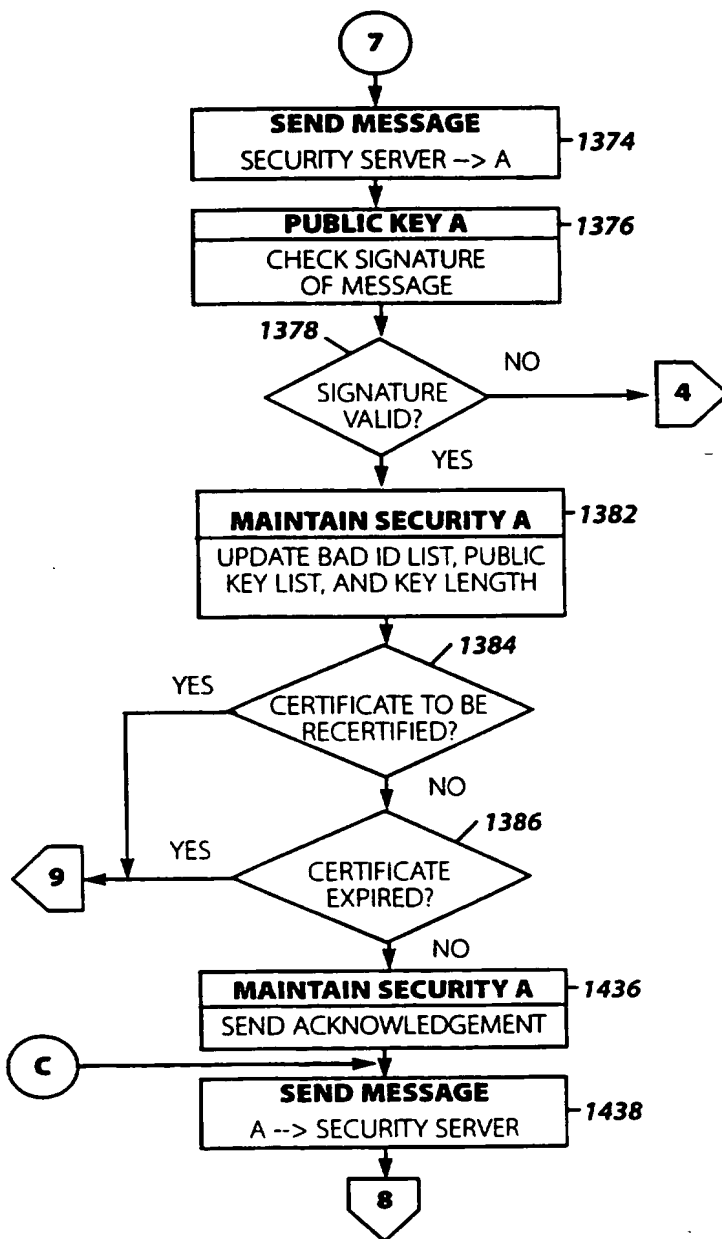 7
SEND MESSAGE
SECURITY SERVER --> A
1374
PUBLIC KEY A
1376
CHECK SIGNATURE
OF MESSAGE
1378
SIGNATURE
VALID?
NO
4
YES
MAINTAIN SECURITY A
1382
UPDATE BAD ID LIST, PUBLIC
KEY LIST, AND KEY LENGTH
1384
YES
CERTIFICATE TO BE
RECERTIFIED?
NO
1386
YES
9
CERTIFICATE
EXPIRED?
NO
MAINTAIN SECURITY A
1436
SEND ACKNOWLEDGEMENT
C
SEND MESSAGE
1438
A --> SECURITY SERVER
8